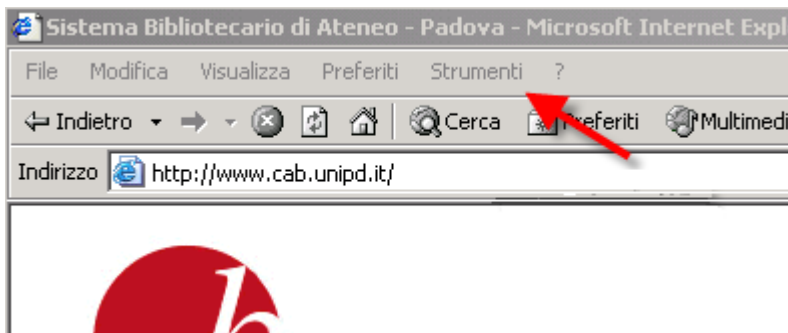 Sistema Bibliotecario di Ateneo - Padova - Microsoft Internet Expl
File Modifica Visualizza Preferiti Strumenti ?
Indietro Cerca Preferiti Multimedi
Indirizzo http://www.cab.unipd.it/
b